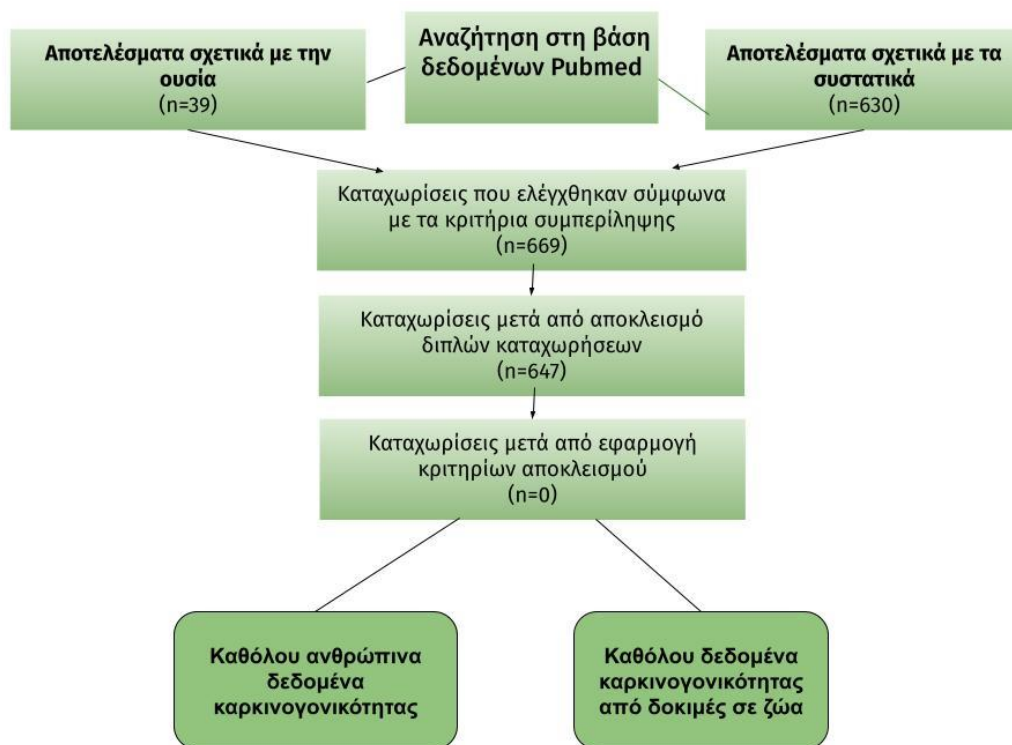 Αποτελέσματα σχετικά με την
ουσία
(n=39)
Αναζήτηση στη βάση
δεδομένων Pubmed
Αποτελέσματα σχετικά με τα
συστατικά
(n=630)
Καταχωρίσεις που ελέγχθηκαν σύμφωνα
με τα κριτήρια συμπερίληψης
(n=669)
Καταχωρίσεις μετά από αποκλεισμό
διπλών καταχωρήσεων
(n=647)
Καταχωρίσεις μετά από εφαρμογή
κριτηρίων αποκλεισμού
(n=0)
Καθόλου ανθρώπινα
δεδομένα
καρκινογονικότητας
Καθόλου δεδομένα
καρκινογονικότητας
από δοκιμές σε ζώα